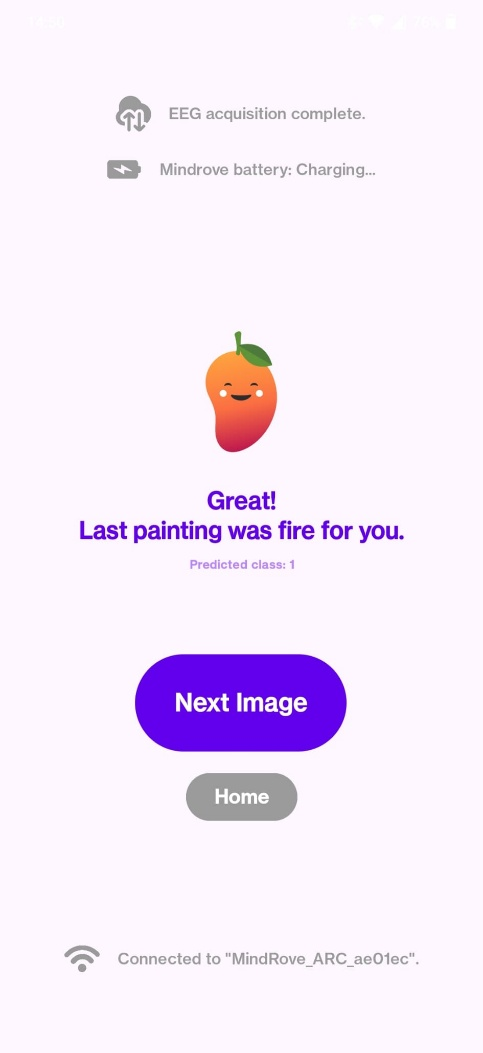 EEG acquisition complete.
Mindrove battery: Charging...
Great!
Last painting was fire for you.
Predicted class: 1
Next Image
Home
Connected to "MindRove_ARC_ae01ec".